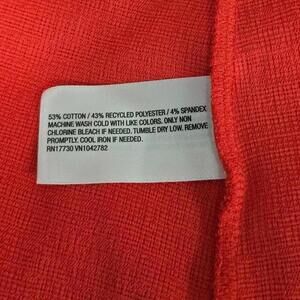 53% COTTON / 43% RECYCLED POLYESTER / 4% SPANDEX
MACHINE WASH COLD WITH LIKE COLORS. ONLY NON
CHLORINE BLEACH IF NEEDED. TUMBLE DRY LOW. REMOVE
PROMPTLY. COOL IRON IF NEEDED.
RN17730 VN1042782